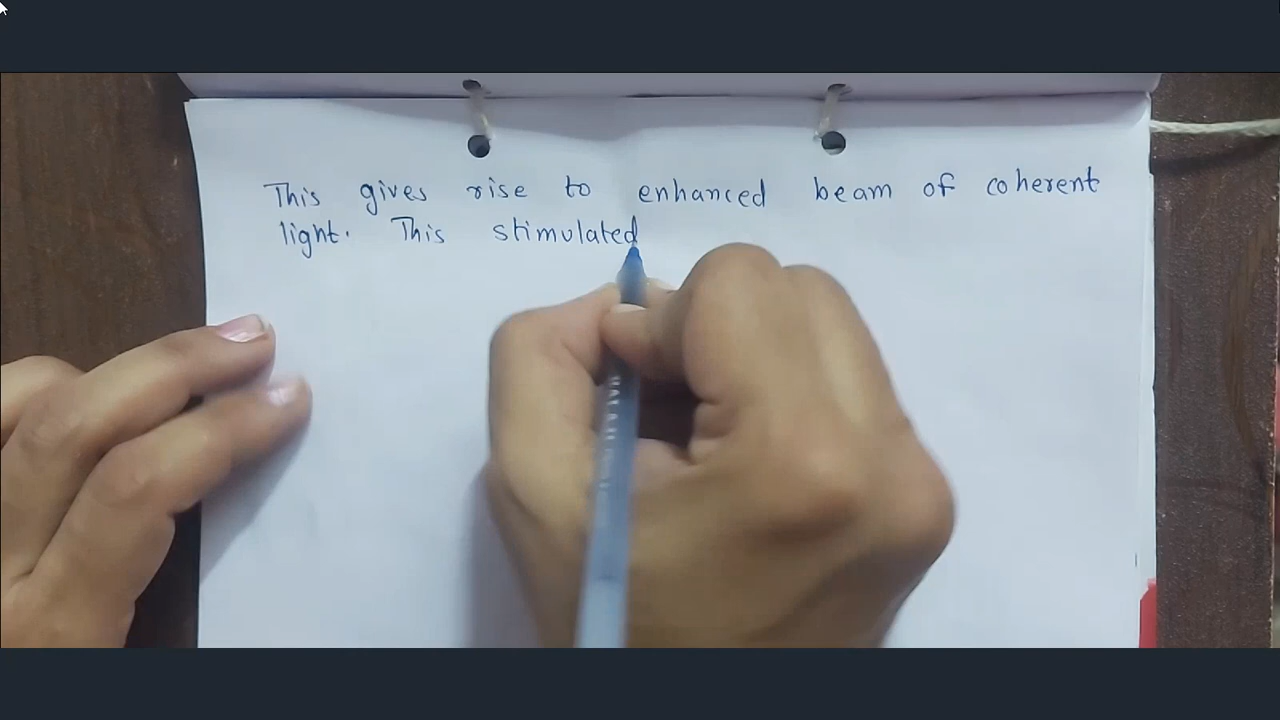 This gives rise to enhanced beam of coherent
light. This stimulated